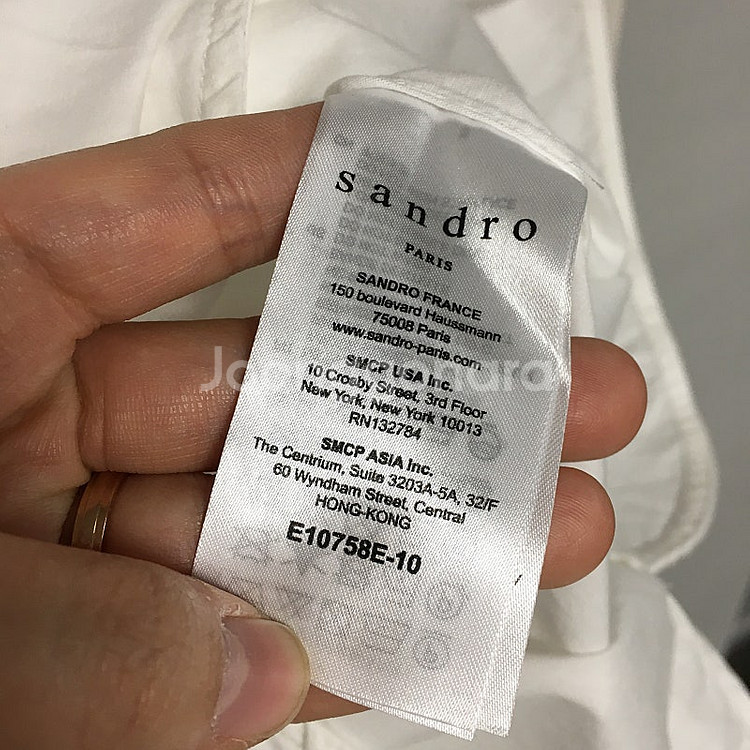 sandro
PARIS
SANDRO FRANCE
150 boulevard Haussmann
75008 Paris
www.sandro-paris.com
SMCP USA Inc.
10 Crosby Street, 3rd Floor
New York, New York 10013
RN132784
SMCP ASIA Inc.
The Centrium, Suite 3203A-5A, 32/F
60 Wyndham Street, Central
HONG-KONG
E10758E-10